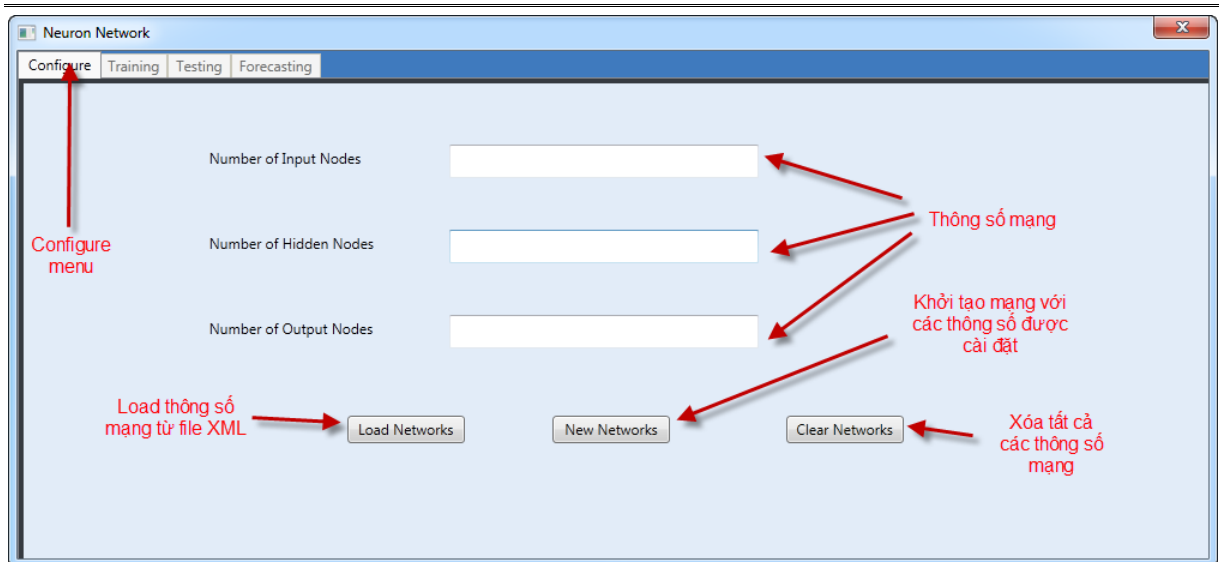 Neuron Network
Configure Training Testing Forecasting
Number of Input Nodes
Thông số mạng
Configure
menu
Number of Hidden Nodes
Khởi tạo mạng với
các thông số được
cài đặt
Number of Output Nodes
Load thông số
mạng từ file XML
Load Networks
New Networks
Clear Networks
Xóa tất cả
các thông số
mạng